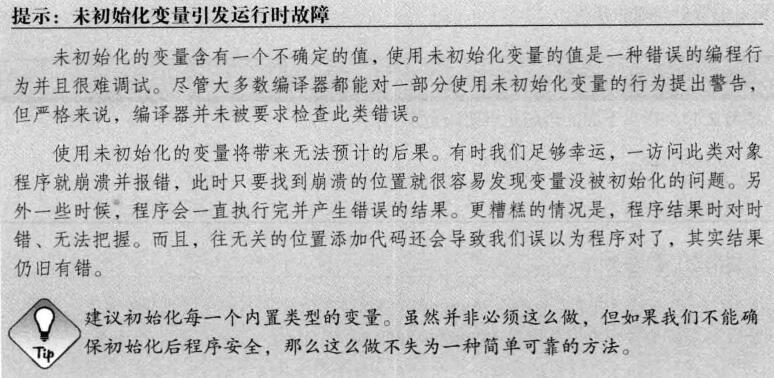 提示：未初始化变量引发运行时故障
未初始化的变量含有一个不确定的值，使用未初始化变量的值是一种错误的编程行
为并且很难调试。尽管大多数编译器都能对一部分使用未初始化变量的行为提出警告，
但严格来说，编译器并未被要求检查此类错误。
使用未初始化的变量将带来无法预计的后果。有时我们足够幸运，一访问此类对象
程序就崩溃并报错，此时只要找到崩溃的位置就很容易发现变量没被初始化的问题。另
外一些时候，程序会一直执行完并产生错误的结果。更糟糕的情况是，程序结果时对时
错、无法把握。而且，往无关的位置添加代码还会导致我们误以为程序对了，其实结果
仍旧有错。
建议初始化每一个内置类型的变量。虽然并非必须这么做，但如果我们不能确
保初始化后程序安全，那么这么做不失为一种简单可靠的方法。
Tip